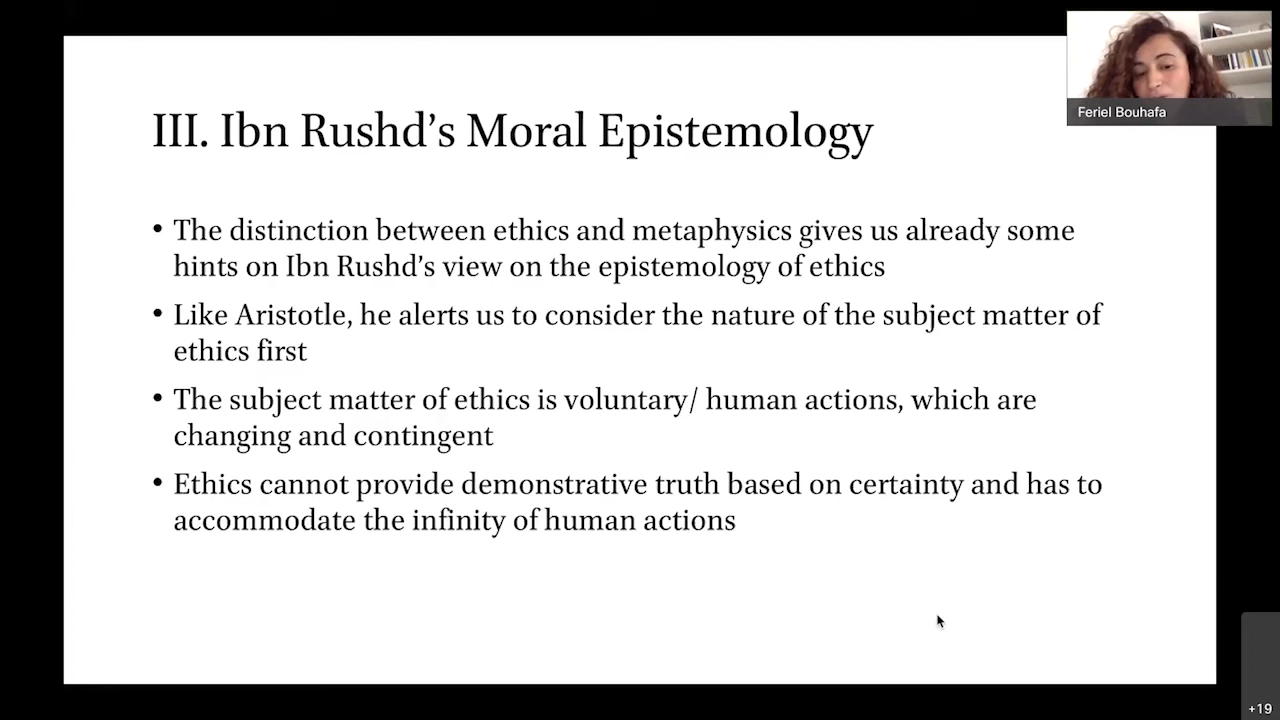 III. Ibn Rushd’s Moral Epistemology
• The distinction between ethics and metaphysics gives us already some
hints on Ibn Rushd’s view on the epistemology of ethics
• Like Aristotle, he alerts us to consider the nature of the subject matter of
ethics first
• The subject matter of ethics is voluntary/ human actions, which are
changing and contingent
• Ethics cannot provide demonstrative truth based on certainty and has to
accommodate the infinity of human actions
Feriel Bouhafa
+19